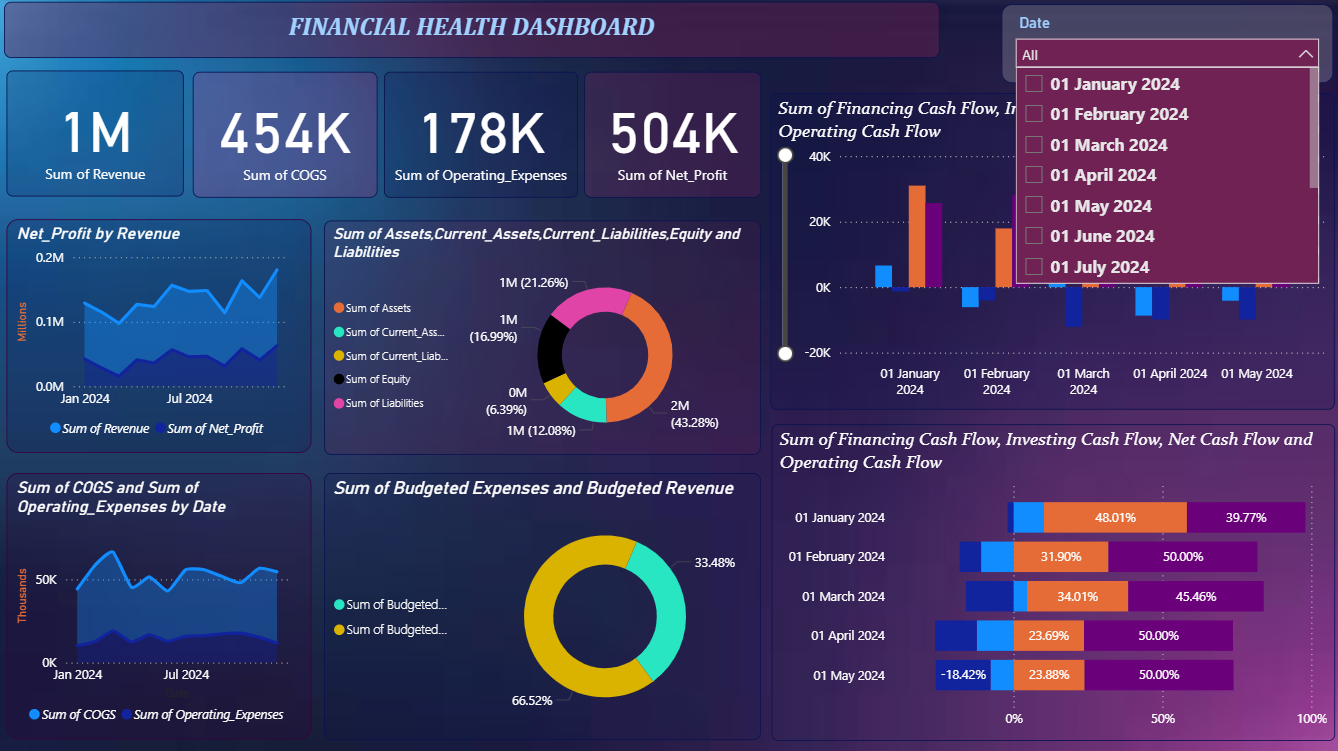 FINANCIAL HEALTH DASHBOARD
Date
All
01 January 2024
01 February 2024
01 March 2024
01 April 2024
01 May 2024
01 June 2024
01 July 2024
1M
Sum of Revenue
454K
Sum of COGS
178K
Sum of Operating_Expenses
504K
Sum of Net_Profit
Net_Profit by Revenue
0.2M
0.1M
0.0M
Millions
Jan 2024
Jul 2024
Sum of Revenue
Sum of Net_Profit
Sum of Assets,Current_Assets,Current_Liabilities,Equity and
Liabilities
Sum of Assets
Sum of Current_Ass...
Sum of Current_Liab...
Sum of Equity
Sum of Liabilities
1M (21.26%)
1M
(16.99%)
0M
(6.39%)
1M (12.08%)
2M
(43.28%)
Sum of Financing Cash Flow, In
Operating Cash Flow
40K
20K
0K
-20K
01 January
2024
01 February
2024
01 March
2024
01 April 2024
01 May 2024
Sum of COGS and Sum of
Operating_Expenses by Date
50K
0K
Thousands
Jan 2024
Jul 2024
Sum of COGS
Sum of Operating_Expenses
Sum of Budgeted Expenses and Budgeted Revenue
Sum of Budgeted...
Sum of Budgeted...
33.48%
66.52%
Sum of Financing Cash Flow, Investing Cash Flow, Net Cash Flow and
Operating Cash Flow
01 January 2024
48.01%
39.77%
01 February 2024
31.90%
50.00%
01 March 2024
34.01%
45.46%
01 April 2024
23.69%
50.00%
01 May 2024
-18.42%
23.88%
50.00%
0%
50%
100%